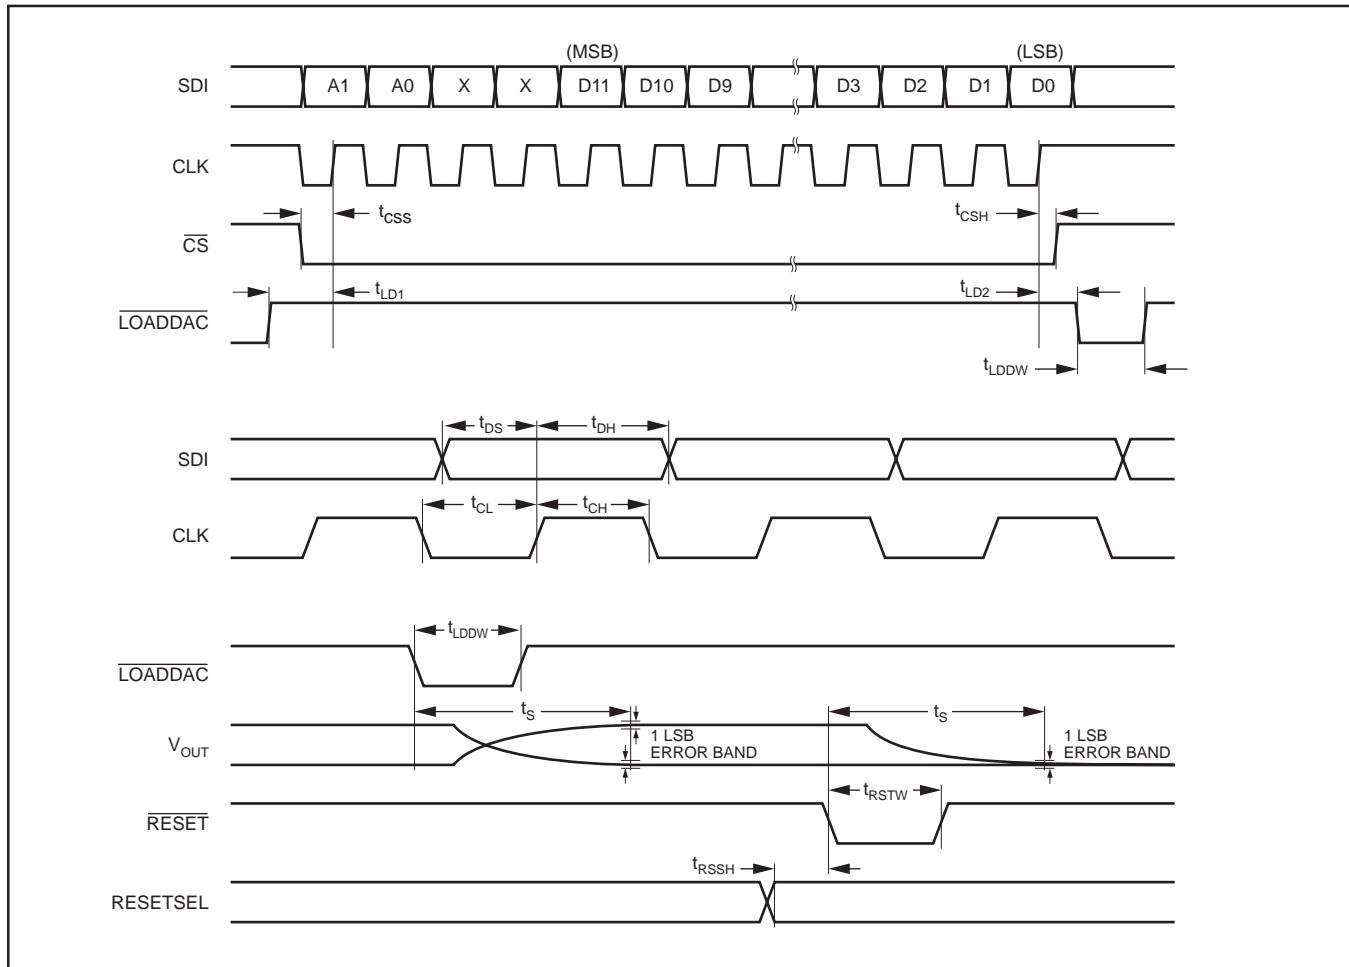 (MSB) (LSB)
SDI A1 A0 X X D11 D10 D9 D3 D2 D1 D0
CLK
tCSS tCSH
CS
tLD1 tLD2
LOADDAC
tLDDW
tDS tDH
SDI
tCL tCH
CLK
tLDDW
LOADDAC
tS tS
VOUT
1 LSB
ERROR BAND
1 LSB
ERROR BAND
tRSTW
RESET
tRSSH
RESETSEL